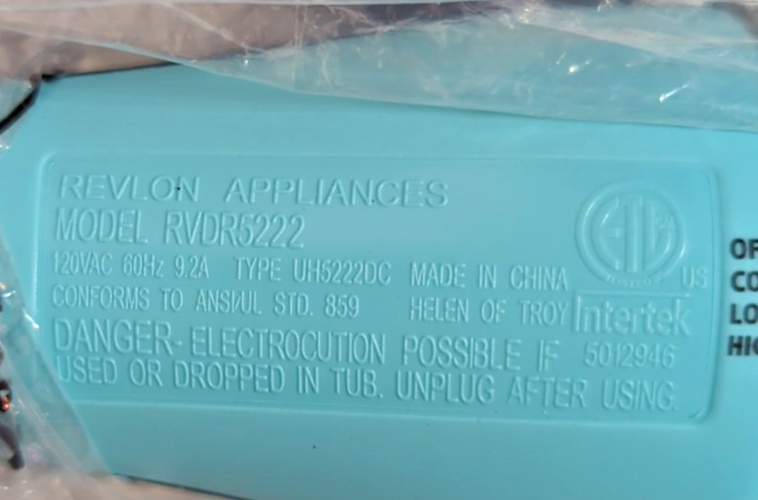 REVLON APPLIANCES
MODEL RVDR5222
120VAC 60Hz 9.2A TYPE UH5222DC MADE IN CHINA
CONFORMS TO ANSI/UL STD. 859 HELEN OF TROY
DANGER- ELECTROCUTION POSSIBLE IF
USED OR DROPPED IN TUB. UNPLUG AFTER USING.
ETL
US
Intertek
5012946
OF
CO
LO
HIG